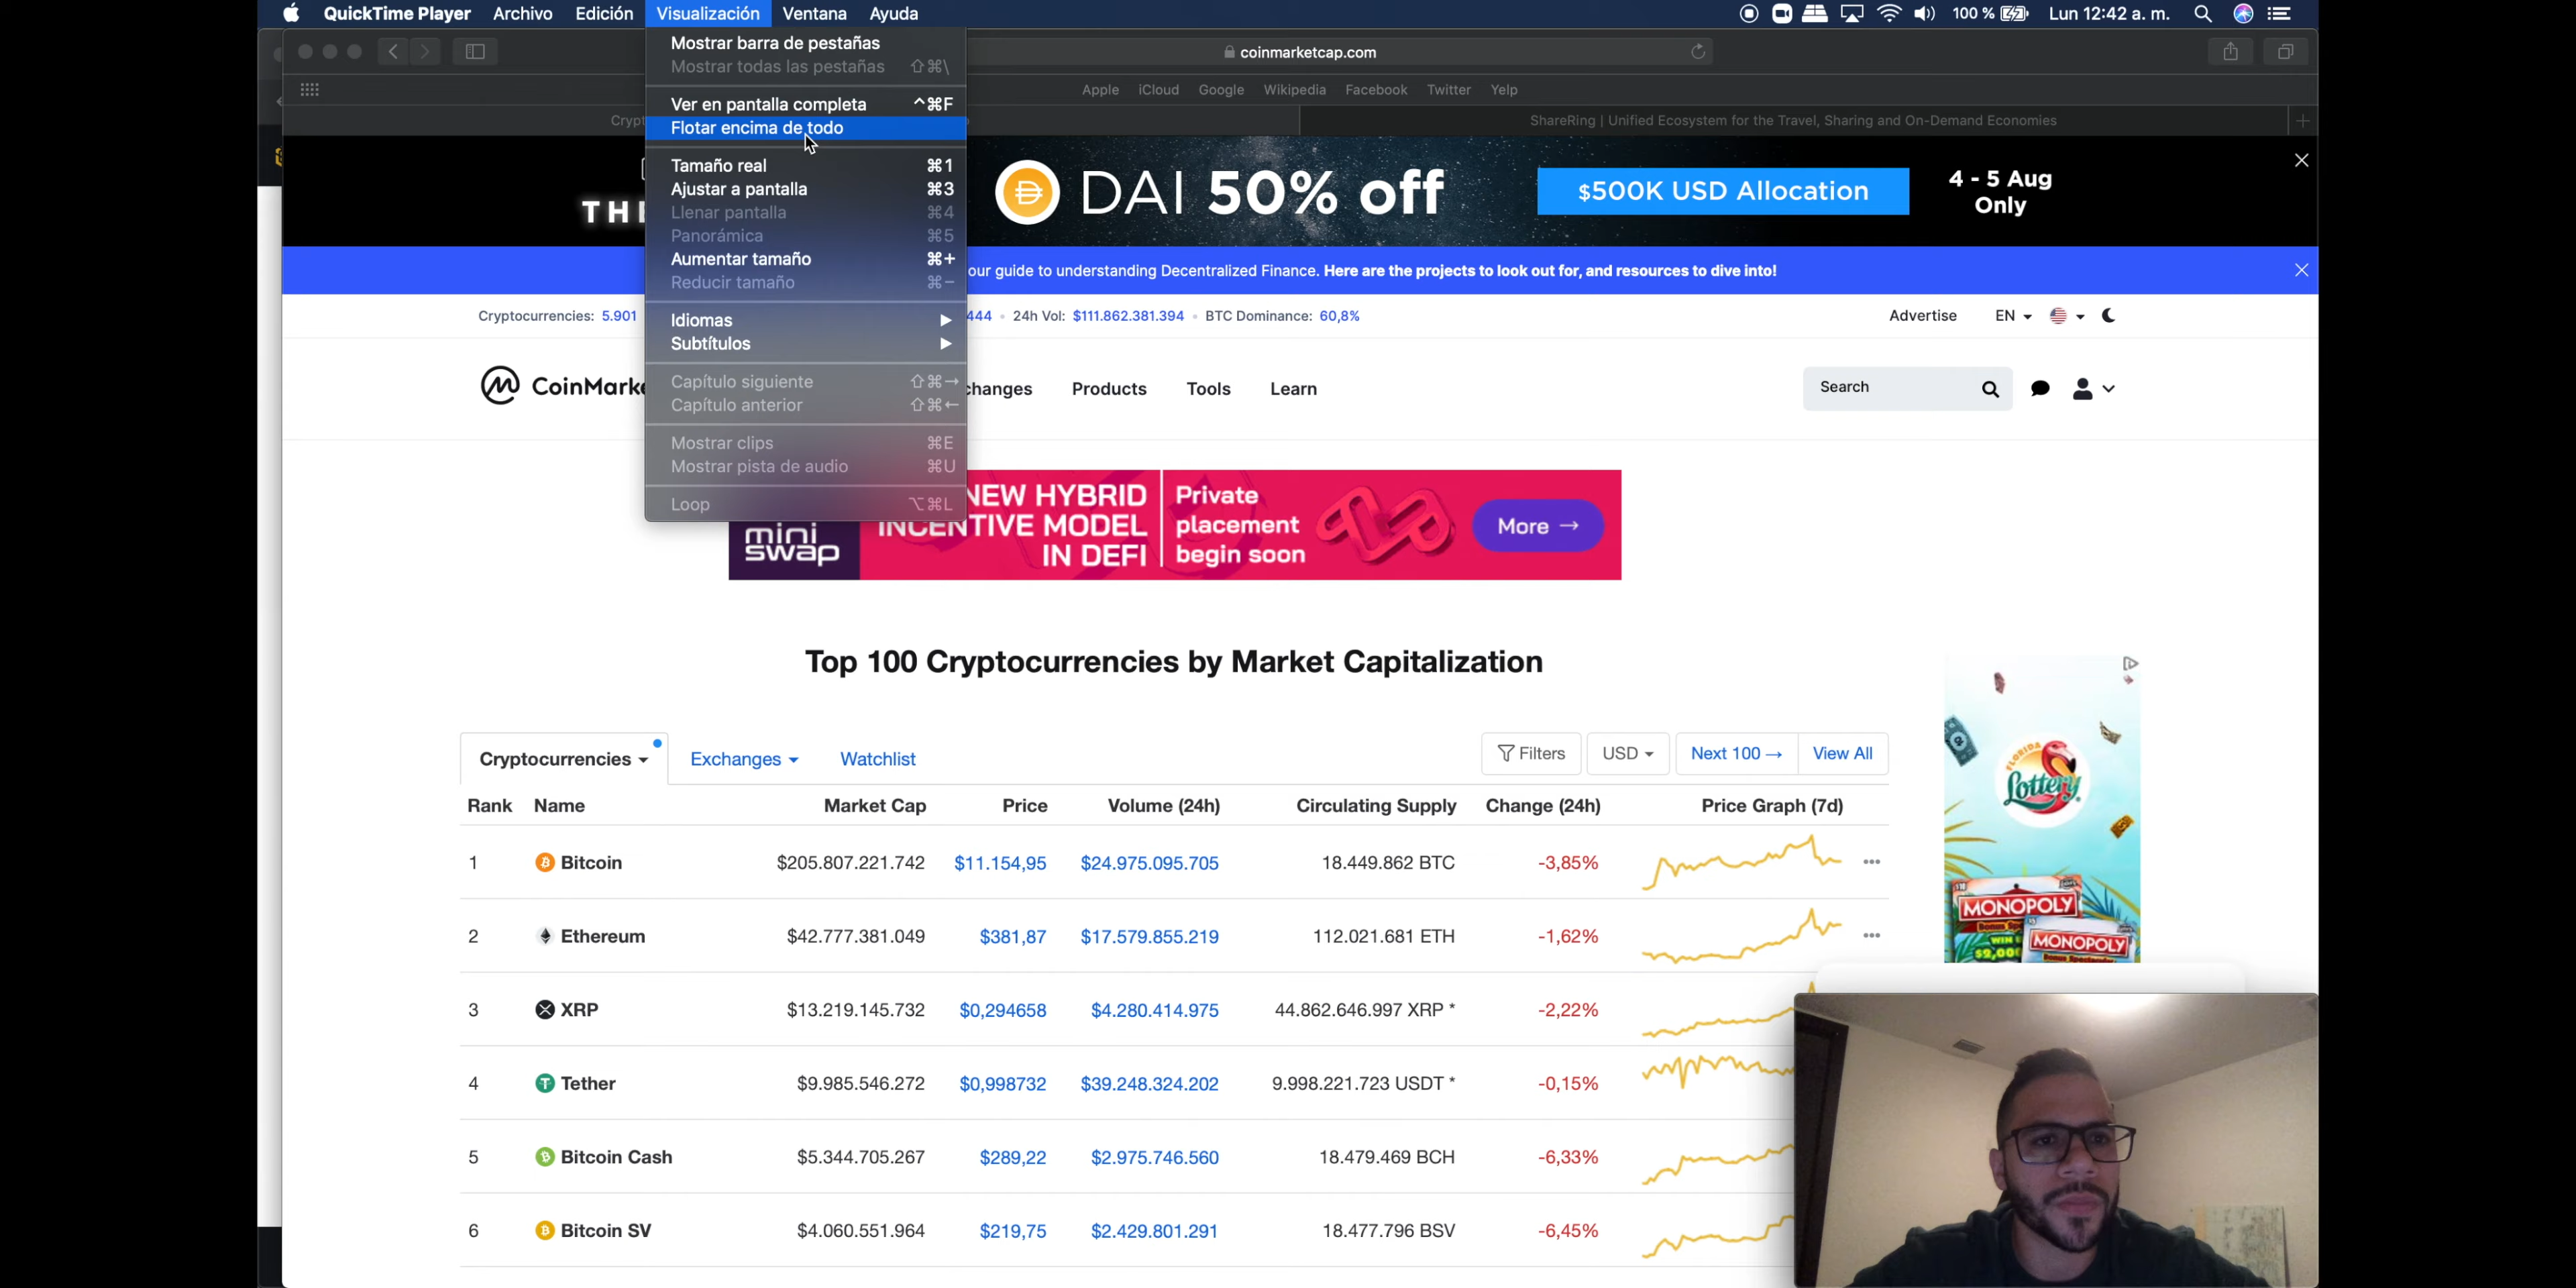 QuickTime Player Archivo Edición Visualización Ventana Ayuda 100 % Lun 12:42 a. m.
Mostrar barra de pestañas
Mostrar todas las pestañas ⇧⌘\
Ver en pantalla completa ^⌘F
Flotar encima de todo
Tamaño real ⌘1
Ajustar a pantalla ⌘3
Llenar pantalla ⌘4
Panorámica ⌘5
Aumentar tamaño ⌘+
Reducir tamaño ⌘−
Idiomas ▶
Subtítulos ▶
Capítulo siguiente ⇧⌘→
Capítulo anterior ⇧⌘←
Mostrar clips ⌘E
Mostrar pista de audio ⌘U
Loop ⌥⌘L
coinmarketcap.com
Apple iCloud Google Wikipedia Facebook Twitter Yelp
Crypt ShareRing | Unified Ecosystem for the Travel, Sharing and On-Demand Economies
TH DAI 50% off $500K USD Allocation 4 - 5 Aug
Only
our guide to understanding Decentralized Finance. Here are the projects to look out for, and resources to dive into!
Cryptocurrencies: 5.901 444 • 24h Vol: $111.862.381.394 • BTC Dominance: 60,8% Advertise EN
CoinMarke changes Products Tools Learn Search
mini
swap
NEW HYBRID
INCENTIVE MODEL
IN DEFI
Private
placement
begin soon
More →
Top 100 Cryptocurrencies by Market Capitalization
Cryptocurrencies Exchanges Watchlist Filters USD Next 100 → View All
Rank Name Market Cap Price Volume (24h) Circulating Supply Change (24h) Price Graph (7d)
1 Bitcoin $205.807.221.742 $11.154,95 $24.975.095.705 18.449.862 BTC -3,85%
2 Ethereum $42.777.381.049 $381,87 $17.579.855.219 112.021.681 ETH -1,62%
3 XRP $13.219.145.732 $0,294658 $4.280.414.975 44.862.646.997 XRP * -2,22%
4 Tether $9.985.546.272 $0,998732 $39.248.324.202 9.998.221.723 USDT * -0,15%
5 Bitcoin Cash $5.344.705.267 $289,22 $2.975.746.560 18.479.469 BCH -6,33%
6 Bitcoin SV $4.060.551.964 $219,75 $2.429.801.291 18.477.796 BSV -6,45%
FLORIDA
Lottery
MONOPOLY
MONOPOLY